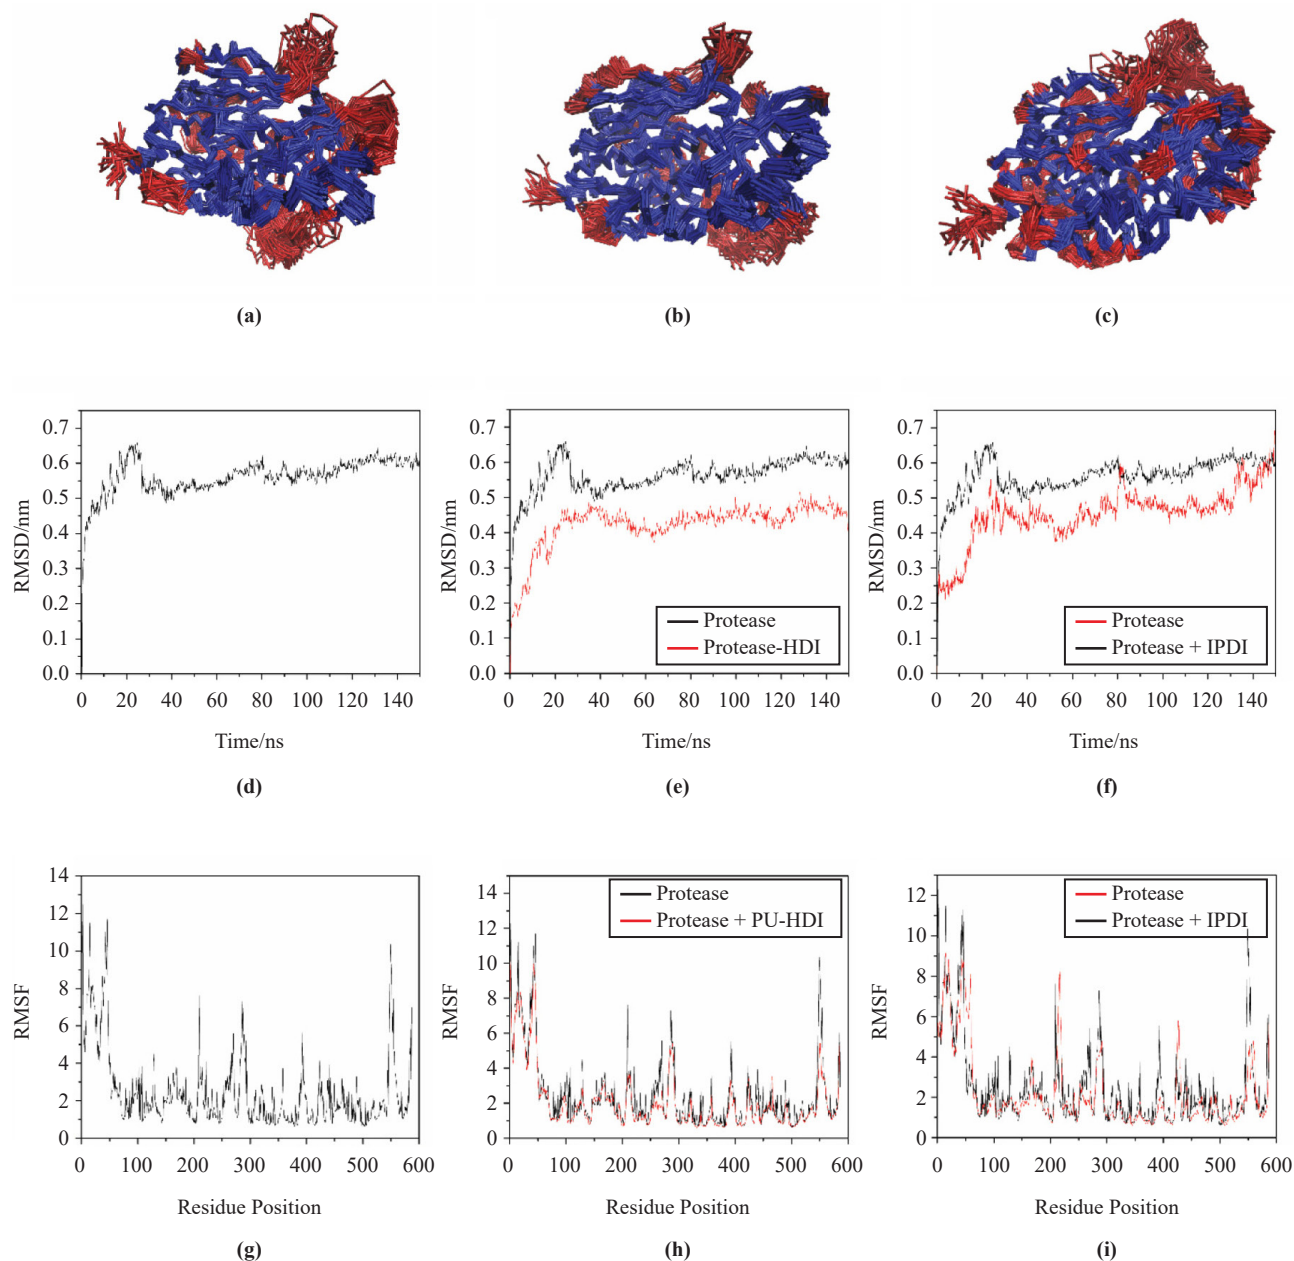 (a)
(b)
(c)
RMSD/nm
0.7
0.6
0.5
0.4
0.3
0.2
0.1
0.0
0 20 40 60 80 100 120 140
Time/ns
(d)
RMSD/nm
0.7
0.6
0.5
0.4
0.3
0.2
0.1
0.0
Protease
Protease-HDI
0 20 40 60 80 100 120 140
Time/ns
(e)
RMSD/nm
0.7
0.6
0.5
0.4
0.3
0.2
0.1
0.0
Protease
Protease + IPDI
0 20 40 60 80 100 120 140
Time/ns
(f)
RMSF
14
12
10
8
6
4
2
0
0 100 200 300 400 500 600
Residue Position
(g)
RMSF
14
12
10
8
6
4
2
0
Protease
Protease + PU-HDI
0 100 200 300 400 500 600
Residue Position
(h)
RMSF
12
10
8
6
4
2
0
Protease
Protease + IPDI
0 100 200 300 400 500 600
Residue Position
(i)